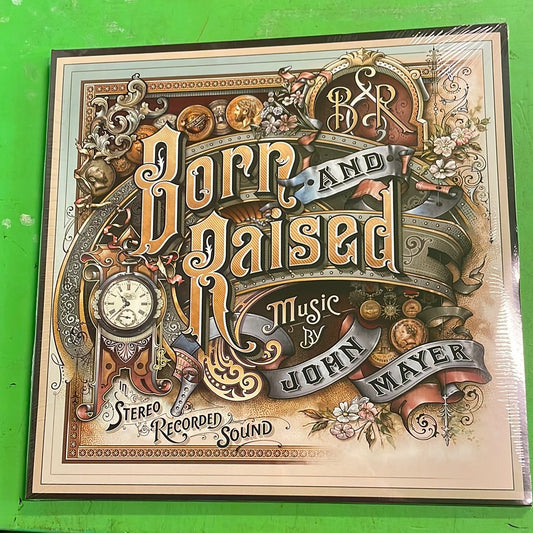 B&R
Born AND
Raised
Music
By
JOHN MAYER
In
Stereo
Recorded
Sound